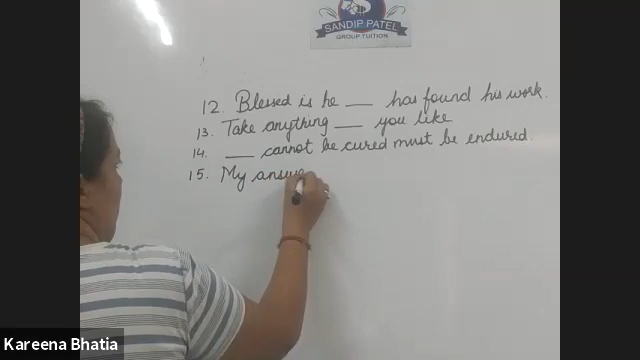 SANDIP PATEL
GROUP TUITION
12. Blessed is he ___ has found his work.
13. Take anything ___ you like
14. ___ cannot be cured must be endured.
15. My answe
Kareena Bhatia